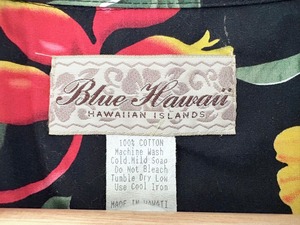 Blue Hawaii
HAWAIIAN ISLANDS
100% COTTON
Machine Wash
Cold.Mild Soap
Do Not Bleach
Tumble Dry Low
Use Cool Iron
MADE IN HAWAII